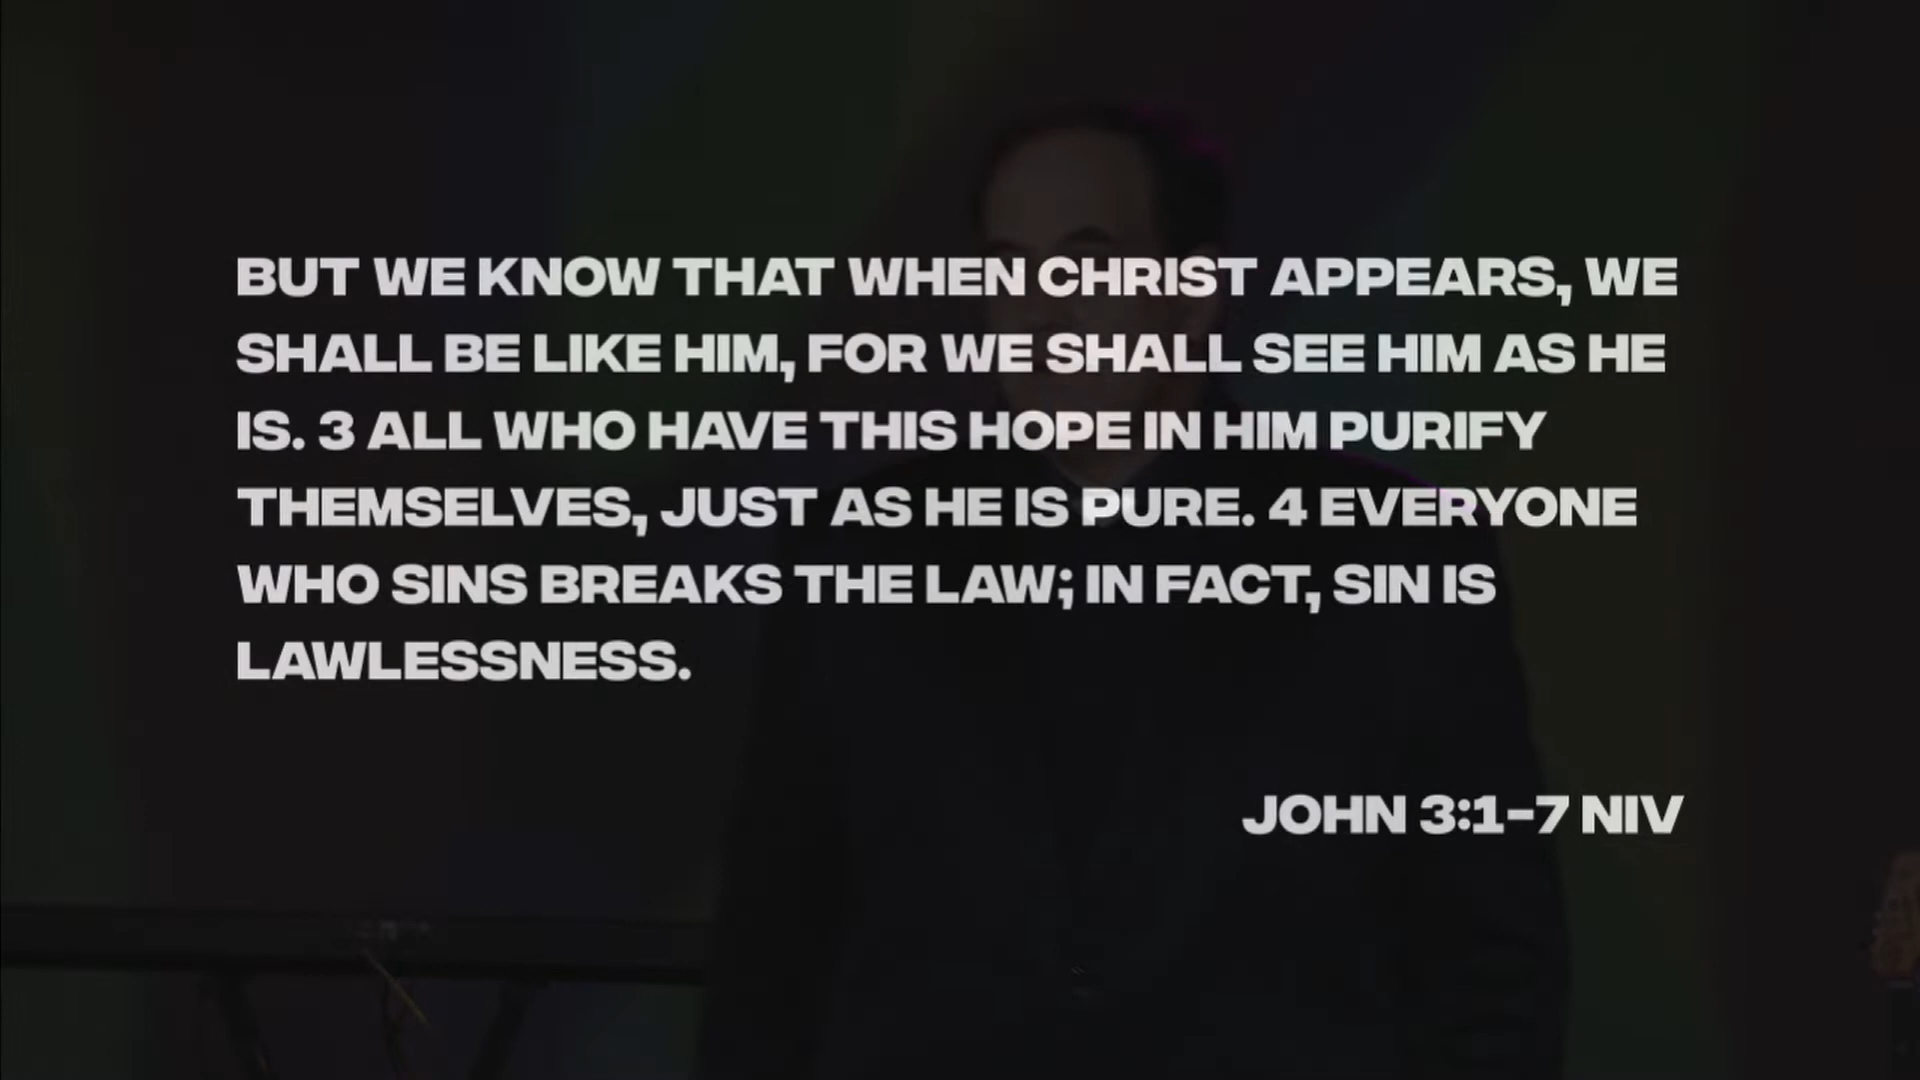 BUT WE KNOW THAT WHEN CHRIST APPEARS, WE
SHALL BE LIKE HIM, FOR WE SHALL SEE HIM AS HE
IS. 3 ALL WHO HAVE THIS HOPE IN HIM PURIFY
THEMSELVES, JUST AS HE IS PURE. 4 EVERYONE
WHO SINS BREAKS THE LAW; IN FACT, SIN IS
LAWLESSNESS.
JOHN 3:1-7 NIV